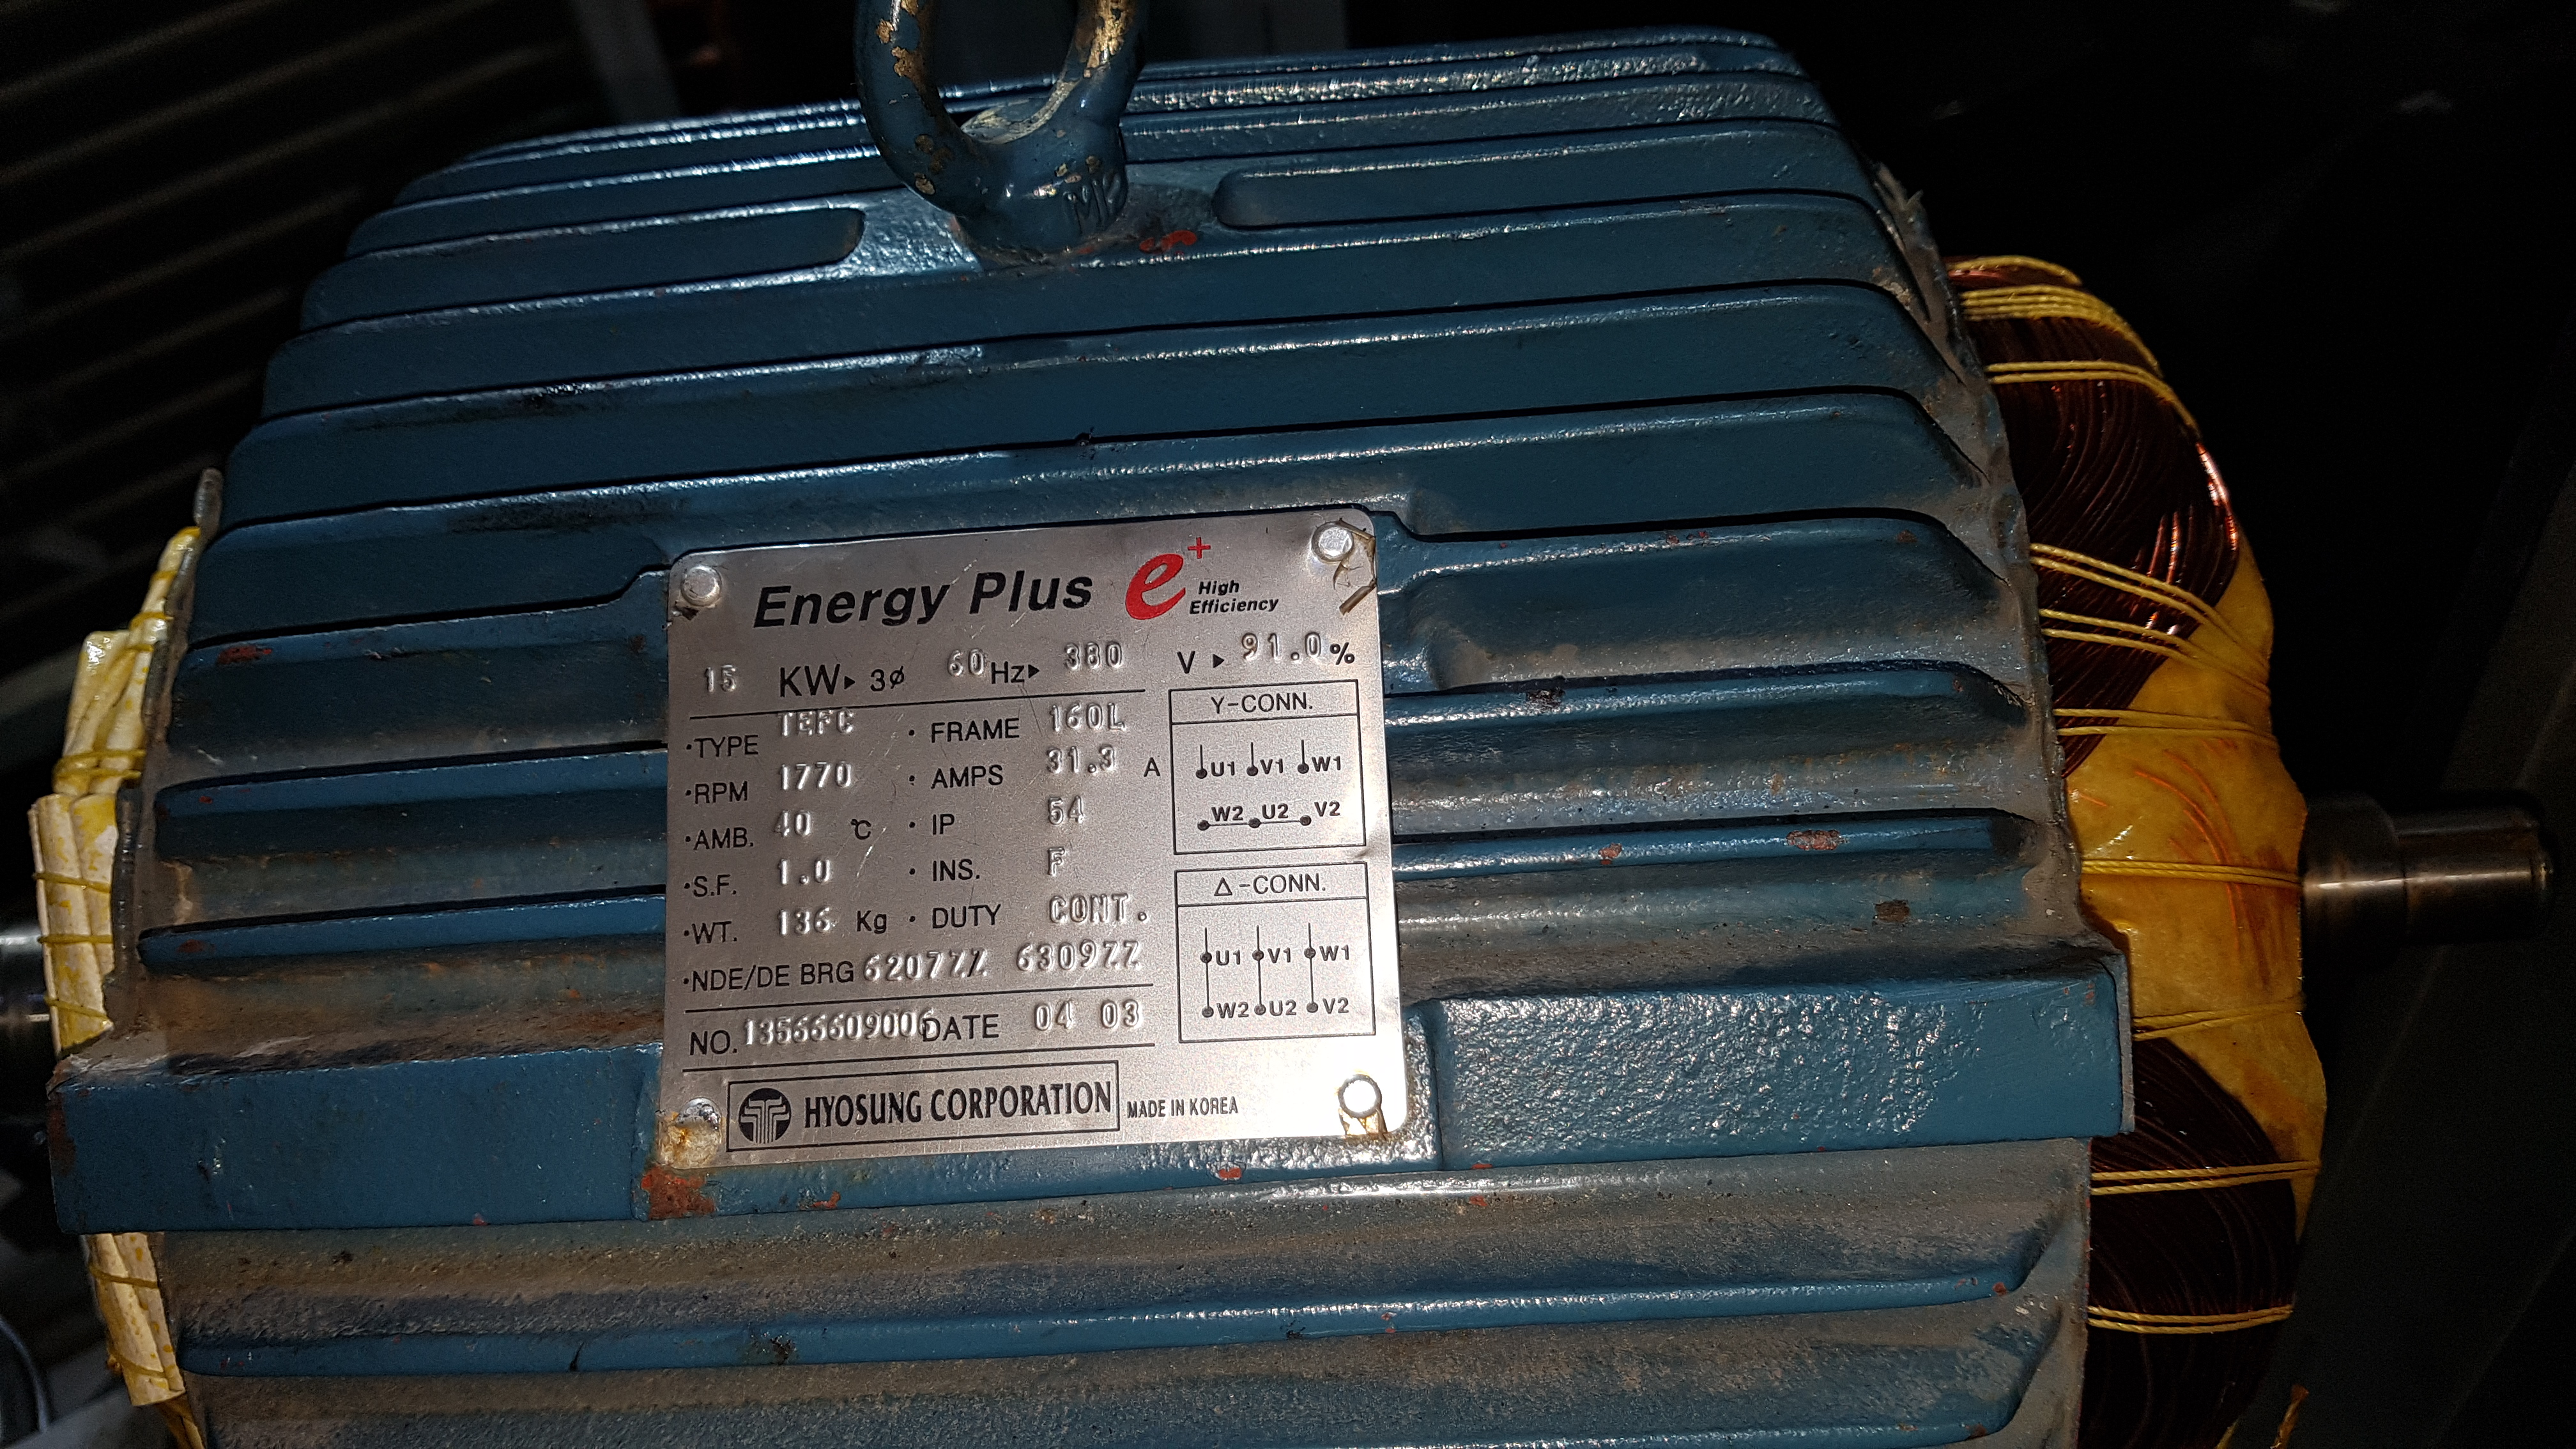 MK
Energy Plus e+ High Efficiency
15 KW▸ 3ø 60 Hz▸ 380 V ▸ 91.0 %
·TYPE TEFC · FRAME 160L
·RPM 1770 · AMPS 31.3 A
·AMB. 40 ℃ · IP 54
·S.F. 1.0 · INS. F
·WT. 136 Kg · DUTY CONT.
·NDE/DE BRG 6207ZZ 6309ZZ
NO. 13566609006 DATE 04 03
Y-CONN.
U1 V1 W1
W2 U2 V2
△-CONN.
U1 V1 W1
W2 U2 V2
HYOSUNG CORPORATION MADE IN KOREA